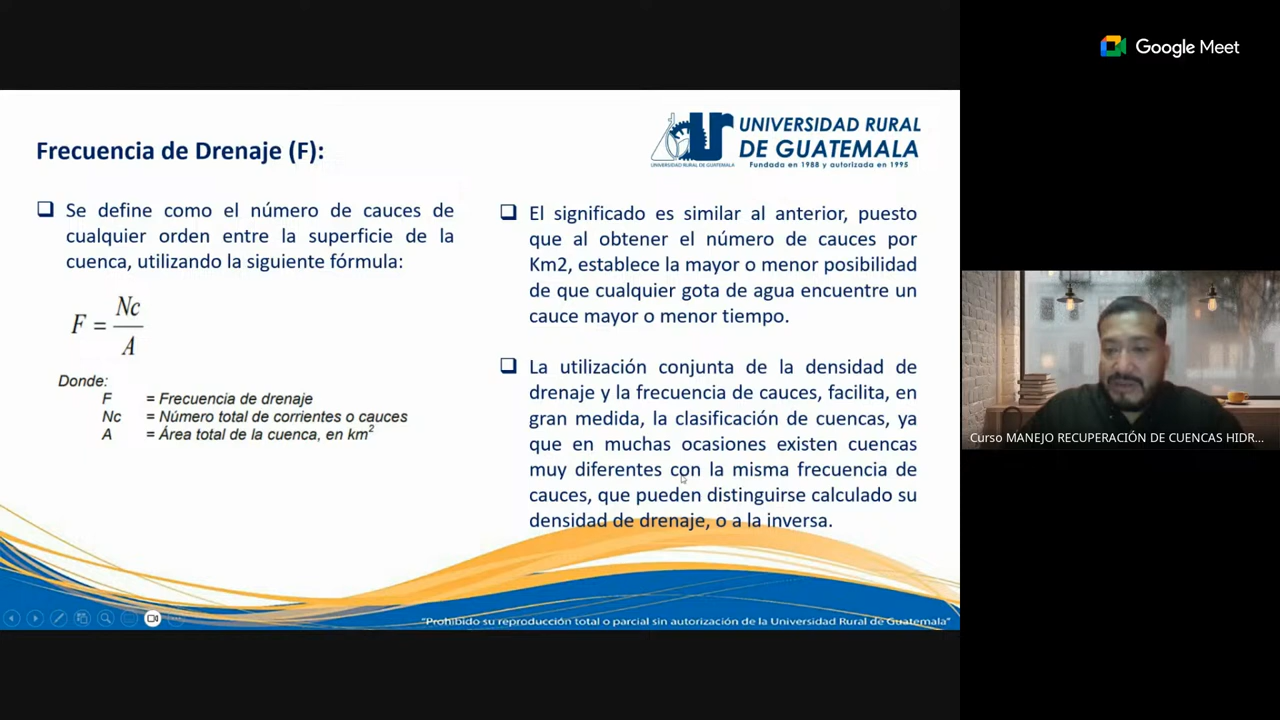 Google Meet
UNIVERSIDAD RURAL
DE GUATEMALA
Fundada en 1988 y autorizada en 1995
UNIVERSIDAD RURAL DE GUATEMALA
Frecuencia de Drenaje (F):
Se define como el número de cauces de
cualquier orden entre la superficie de la
cuenca, utilizando la siguiente fórmula:
F = Nc / A
Donde:
F = Frecuencia de drenaje
Nc = Número total de corrientes o cauces
A = Área total de la cuenca, en km²
El significado es similar al anterior, puesto
que al obtener el número de cauces por
Km2, establece la mayor o menor posibilidad
de que cualquier gota de agua encuentre un
cauce mayor o menor tiempo.
La utilización conjunta de la densidad de
drenaje y la frecuencia de cauces, facilita, en
gran medida, la clasificación de cuencas, ya
que en muchas ocasiones existen cuencas
muy diferentes con la misma frecuencia de
cauces, que pueden distinguirse calculado su
densidad de drenaje, o a la inversa.
"Prohibido su reproducción total o parcial sin autorización de la Universidad Rural de Guatemala"
Curso MANEJO RECUPERACIÓN DE CUENCAS HIDR...